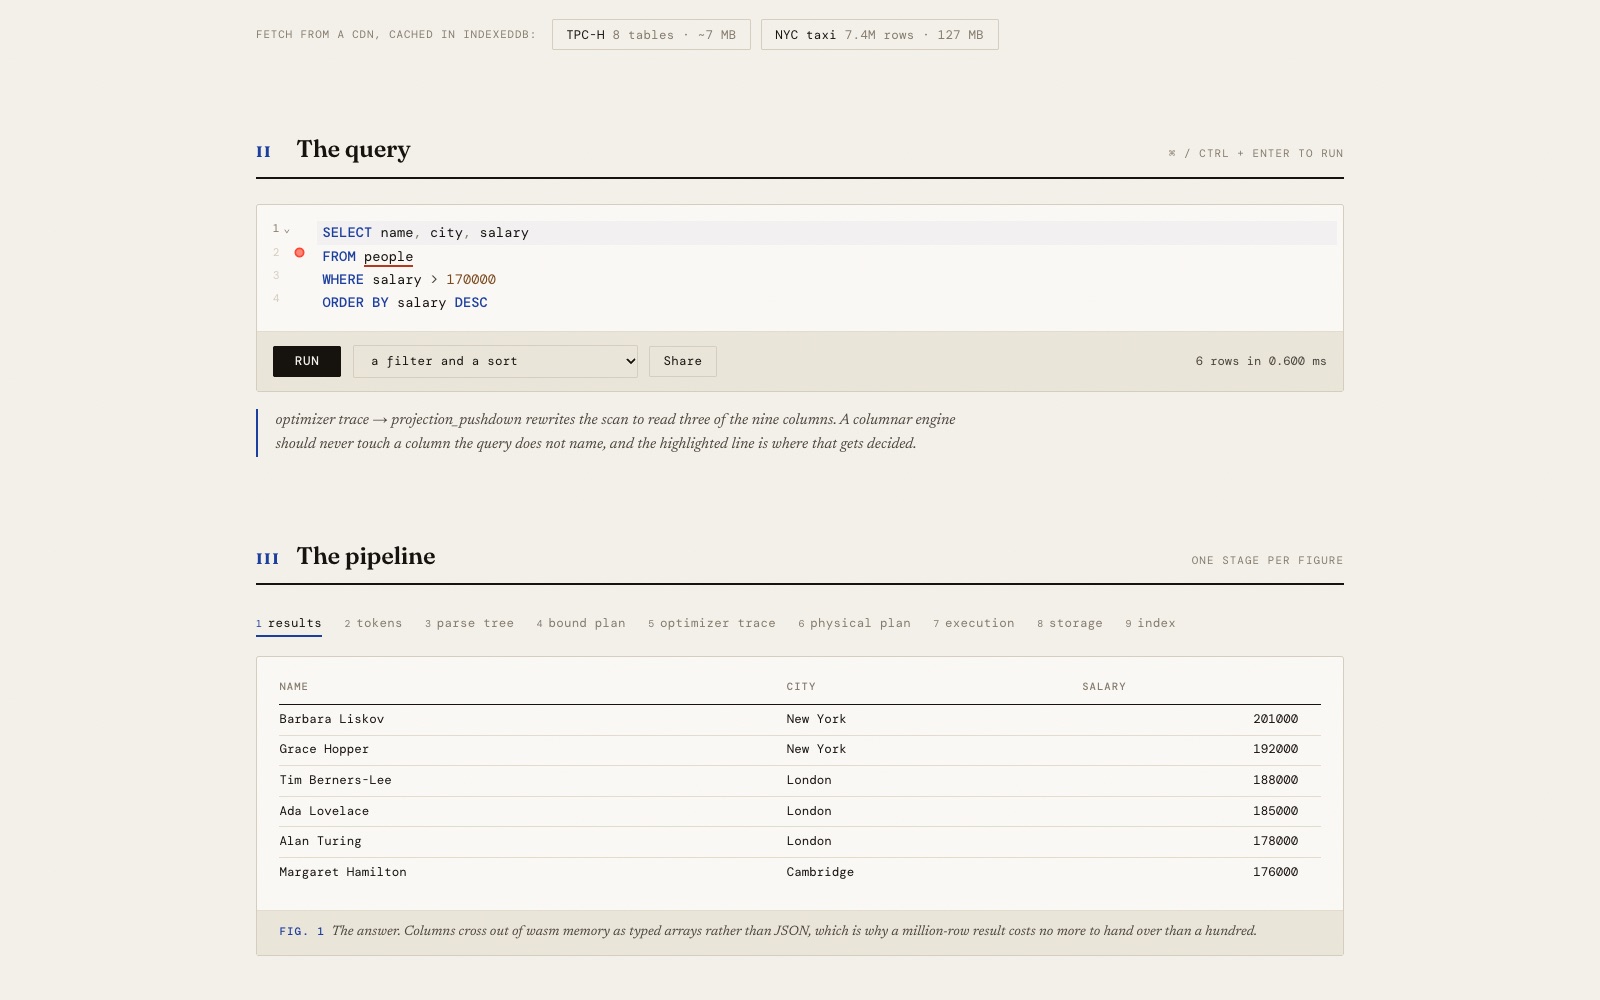 FETCH FROM A CDN, CACHED IN INDEXEDDB: TPC-H 8 tables · ~7 MB NYC taxi 7.4M rows · 127 MB
II The query ⌘ / CTRL + ENTER TO RUN
1 SELECT name, city, salary
2 FROM people
3 WHERE salary > 170000
4 ORDER BY salary DESC
RUN a filter and a sort Share 6 rows in 0.600 ms
optimizer trace → projection_pushdown rewrites the scan to read three of the nine columns. A columnar engine
should never touch a column the query does not name, and the highlighted line is where that gets decided.
III The pipeline ONE STAGE PER FIGURE
1 results 2 tokens 3 parse tree 4 bound plan 5 optimizer trace 6 physical plan 7 execution 8 storage 9 index
NAME CITY SALARY
Barbara Liskov New York 201000
Grace Hopper New York 192000
Tim Berners-Lee London 188000
Ada Lovelace London 185000
Alan Turing London 178000
Margaret Hamilton Cambridge 176000
FIG. 1 The answer. Columns cross out of wasm memory as typed arrays rather than JSON, which is why a million-row result costs no more to hand over than a hundred.